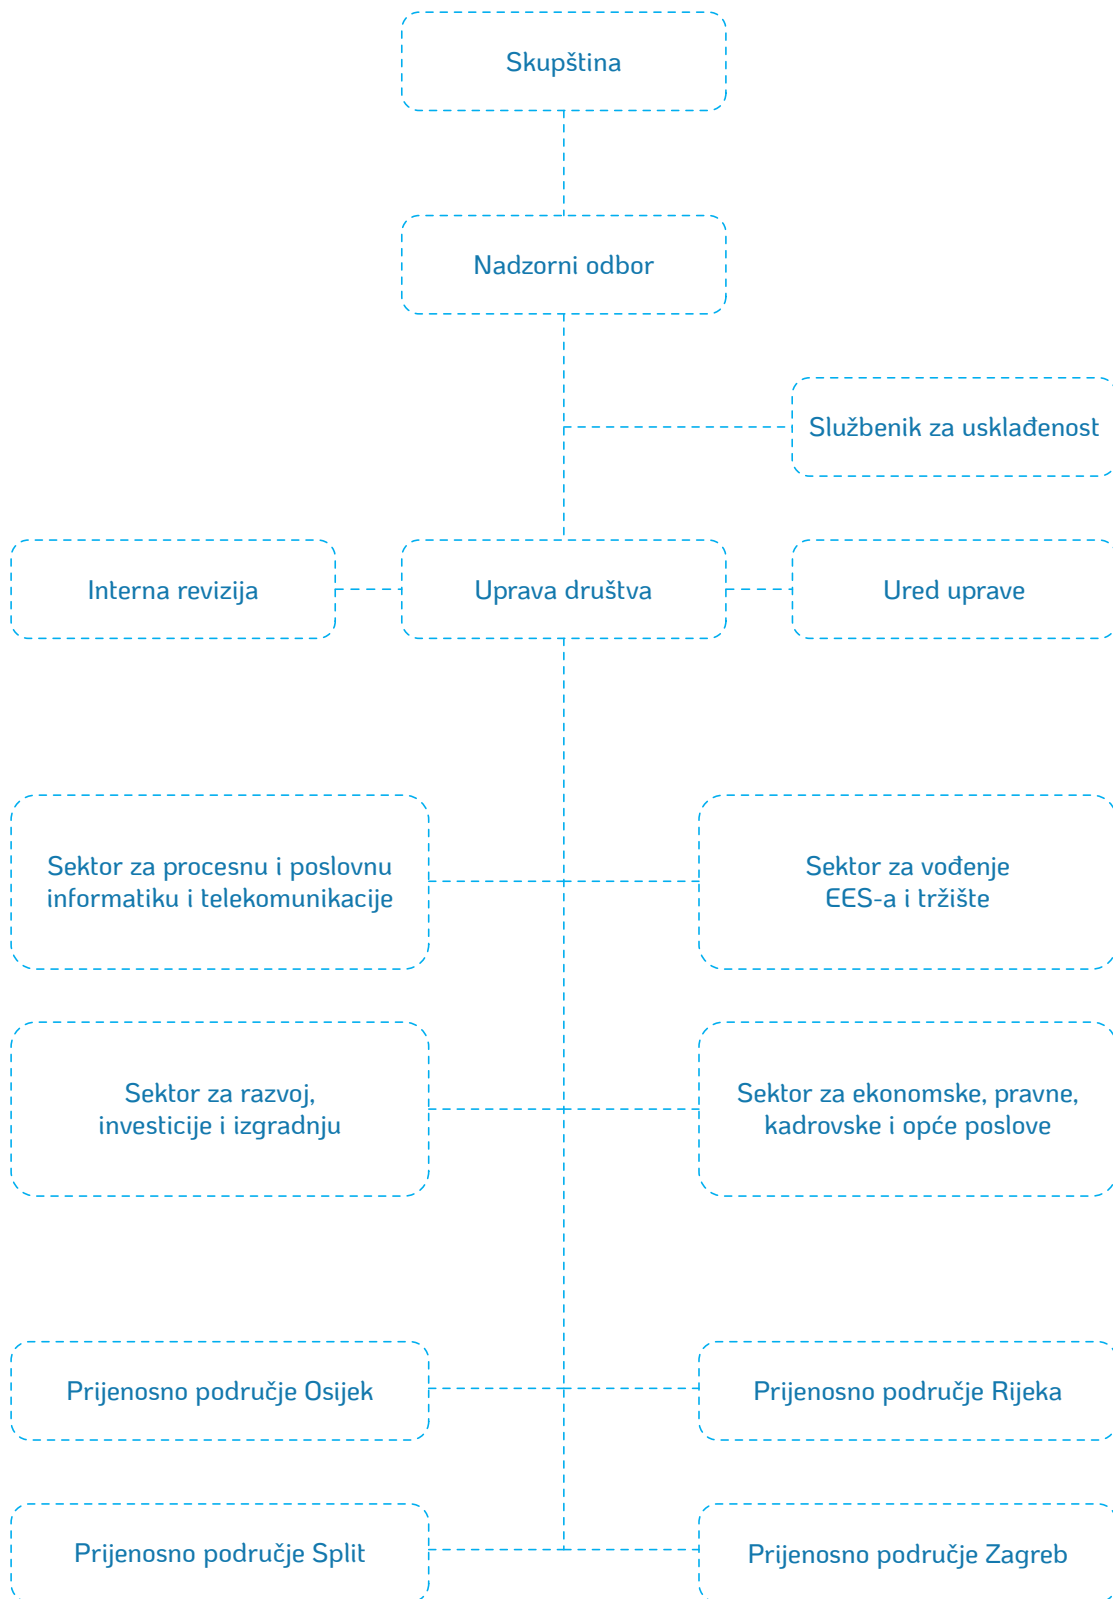 Skupština
Nadzorni odbor
Službenik za usklađenost
Interna revizija
Uprava društva
Ured uprave
Sektor za procesnu i poslovnu
informatiku i telekomunikacije
Sektor za vođenje
EES-a i tržište
Sektor za razvoj,
investicije i izgradnju
Sektor za ekonomske, pravne,
kadrovske i opće poslove
Prijenosno područje Osijek
Prijenosno područje Rijeka
Prijenosno područje Split
Prijenosno područje Zagreb